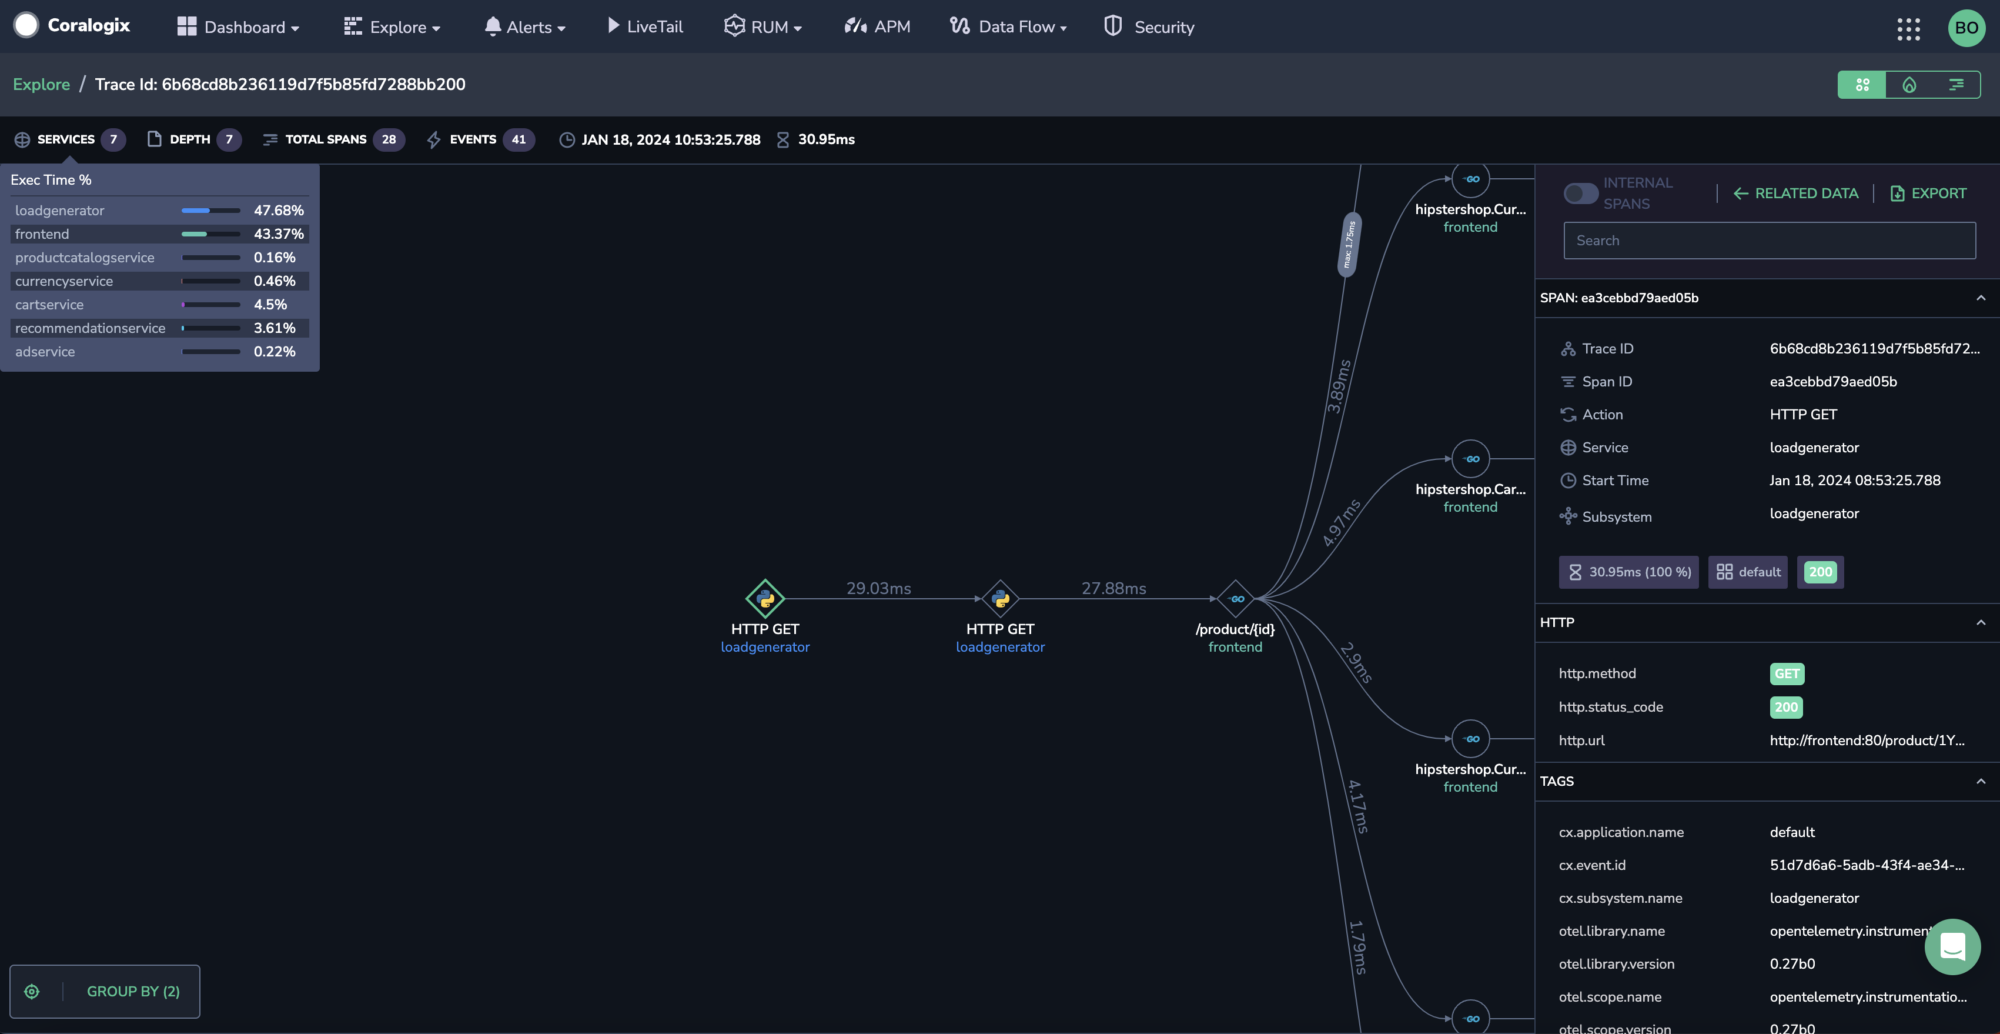 Coralogix
Dashboard
Explore
Alerts
LiveTail
RUM
APM
Data Flow
Security
BO
Explore / Trace Id: 6b68cd8b236119d7f5b85fd7288bb200
SERVICES 7
DEPTH 7
TOTAL SPANS 28
EVENTS 41
JAN 18, 2024 10:53:25.788
30.95ms
Exec Time %
loadgenerator 47.68%
frontend 43.37%
productcatalogservice 0.16%
currencyservice 0.46%
cartservice 4.5%
recommendationservice 3.61%
adservice 0.22%
GO
hipstershop.Cur...
frontend
max: 1.75ms
3.89ms
GO
hipstershop.Car...
frontend
4.97ms
29.03ms
27.88ms
GO
HTTP GET
loadgenerator
HTTP GET
loadgenerator
/product/{id}
frontend
2.9ms
GO
hipstershop.Cur...
frontend
4.17ms
1.79ms
GO
GROUP BY (2)
INTERNAL
SPANS
RELATED DATA
EXPORT
Search
SPAN: ea3cebbd79aed05b
Trace ID 6b68cd8b236119d7f5b85fd72...
Span ID ea3cebbd79aed05b
Action HTTP GET
Service loadgenerator
Start Time Jan 18, 2024 08:53:25.788
Subsystem loadgenerator
30.95ms (100 %)
default
200
HTTP
http.method GET
http.status_code 200
http.url http://frontend:80/product/1Y...
TAGS
cx.application.name default
cx.event.id 51d7d6a6-5adb-43f4-ae34-...
cx.subsystem.name loadgenerator
otel.library.name opentelemetry.instrument
otel.library.version 0.27b0
otel.scope.name opentelemetry.instrumentatio...
otel.scope.version 0.27b0